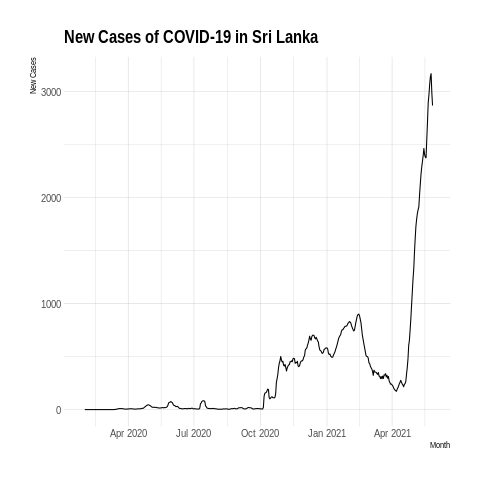 New Cases of COVID-19 in Sri Lanka
New Cases
3000
2000
1000
0
Apr 2020 Jul 2020 Oct 2020 Jan 2021 Apr 2021
Month